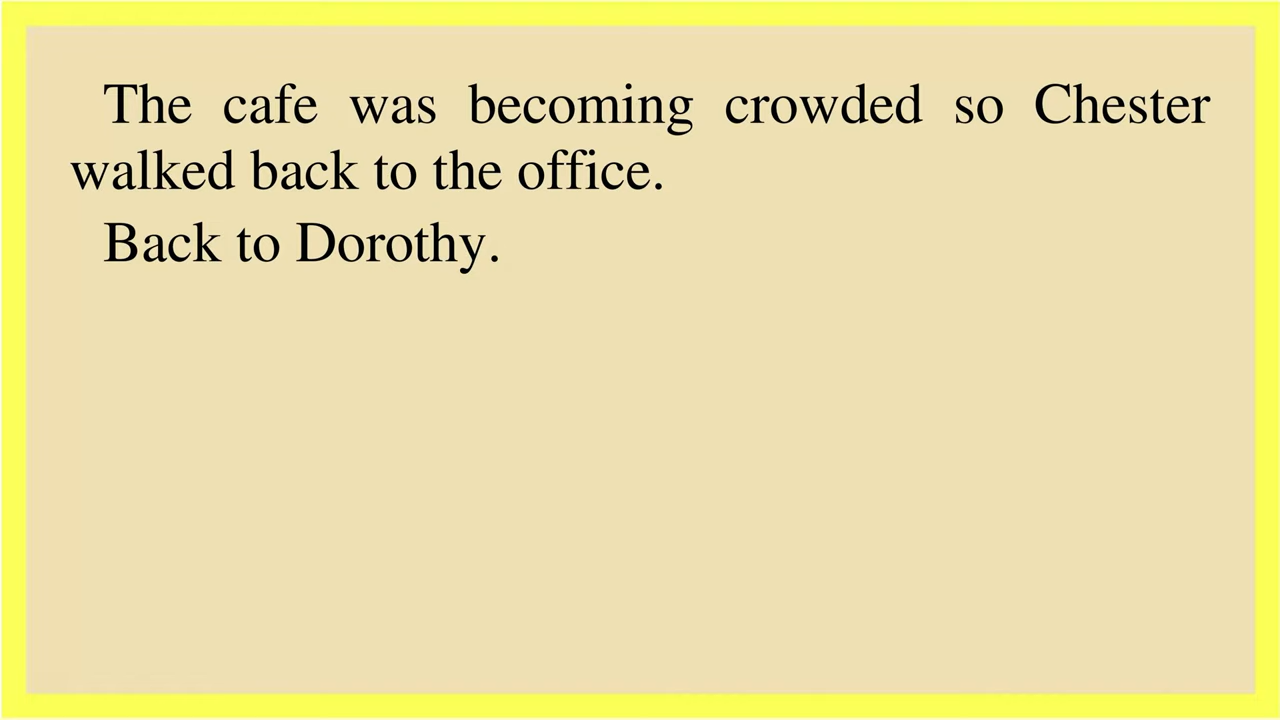 The cafe was becoming crowded so Chester
walked back to the office.
Back to Dorothy.